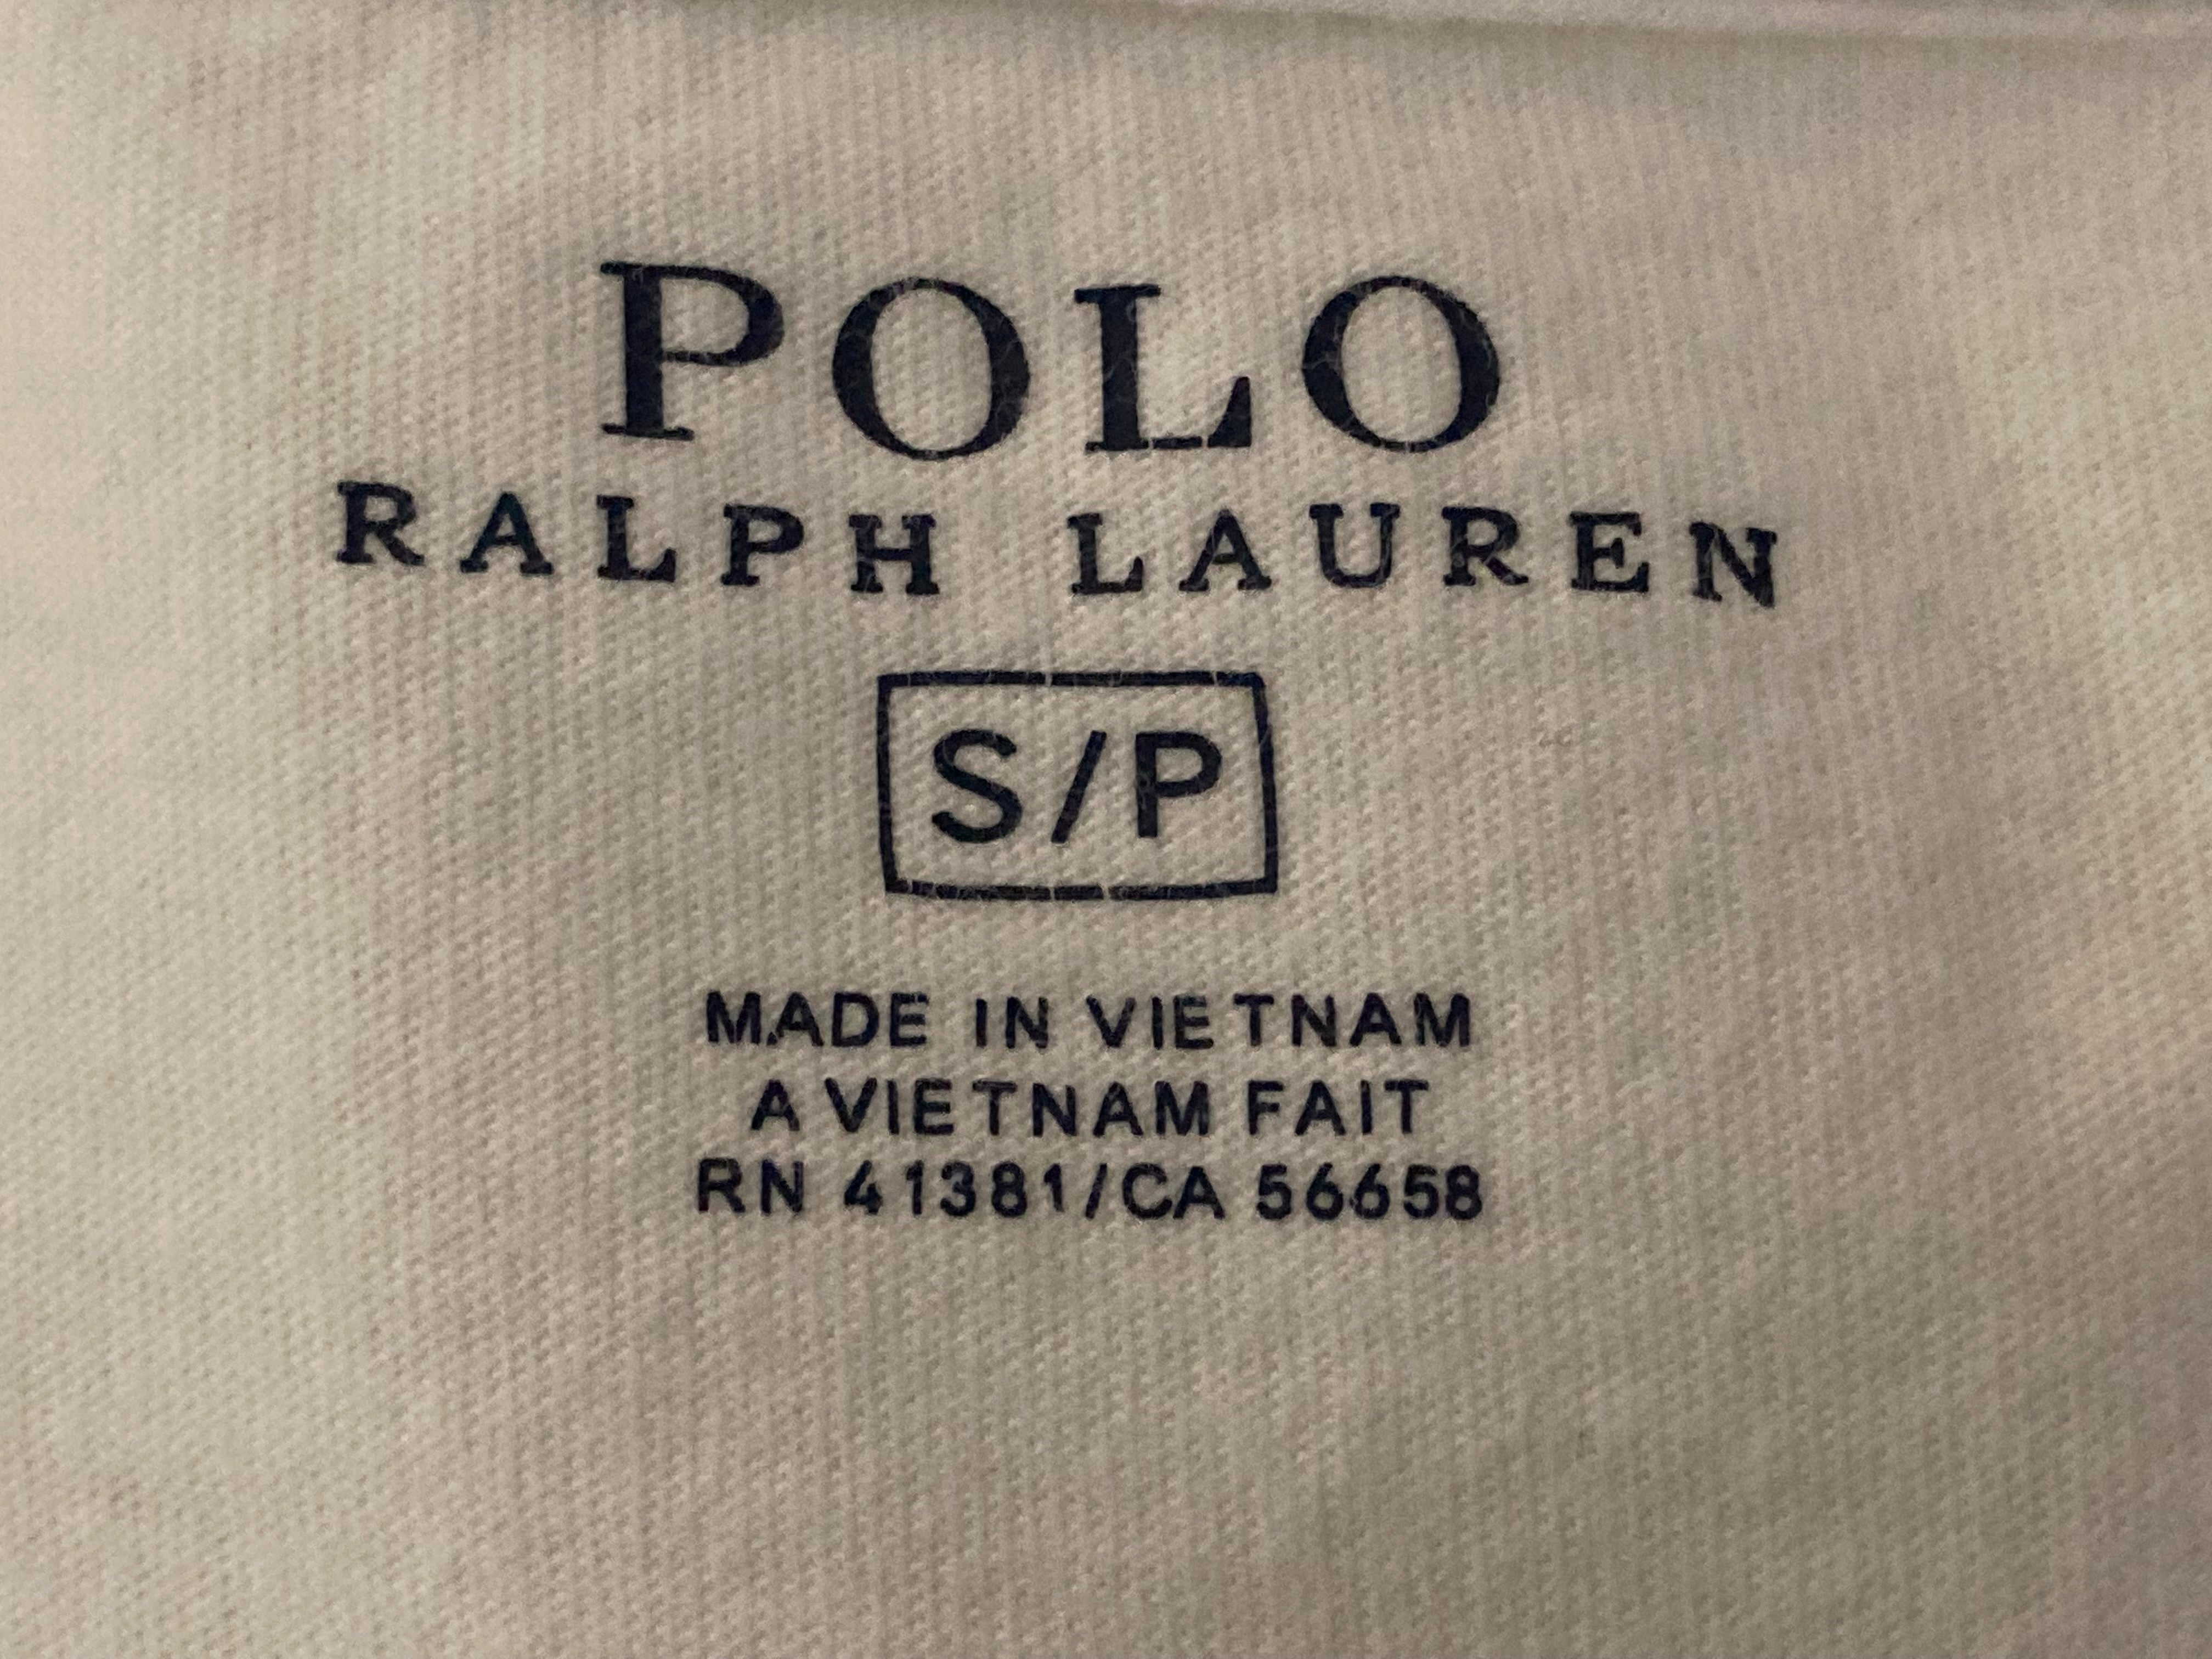 POLO
RALPH LAUREN
S/P
MADE IN VIETNAM
A VIETNAM FAIT
RN 41381/CA 56658